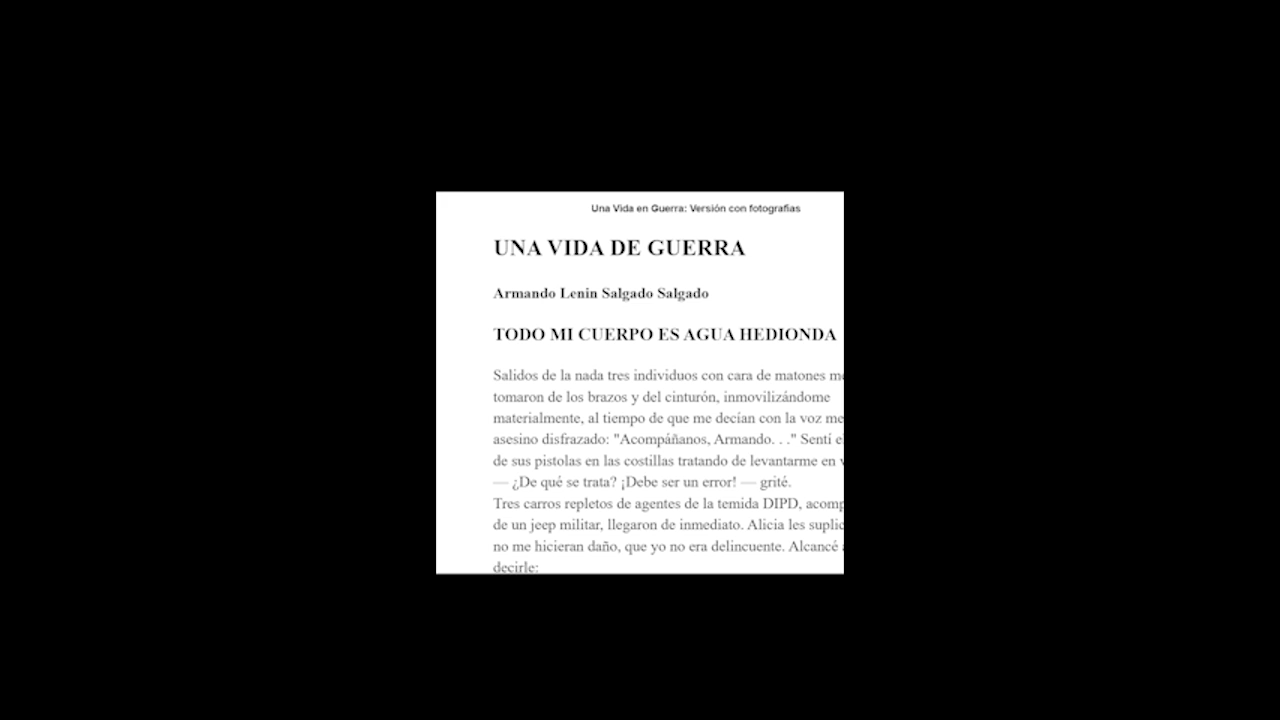 Una Vida en Guerra: Versión con fotografías
UNA VIDA DE GUERRA
Armando Lenin Salgado Salgado
TODO MI CUERPO ES AGUA HEDIONDA
Salidos de la nada tres individuos con cara de matones
tomaron de los brazos y del cinturón, inmovilizándome
materialmente, al tiempo de que me decían con la voz
asesino disfrazado: "Acompáñanos, Armando. . ." Sentí
de sus pistolas en las costillas tratando de levantarme en
— ¿De qué se trata? ¡Debe ser un error! — grité.
Tres carros repletos de agentes de la temida DIPD,
de un jeep militar, llegaron de inmediato. Alicia les
no me hicieran daño, que yo no era delincuente. Alcancé
decirle: